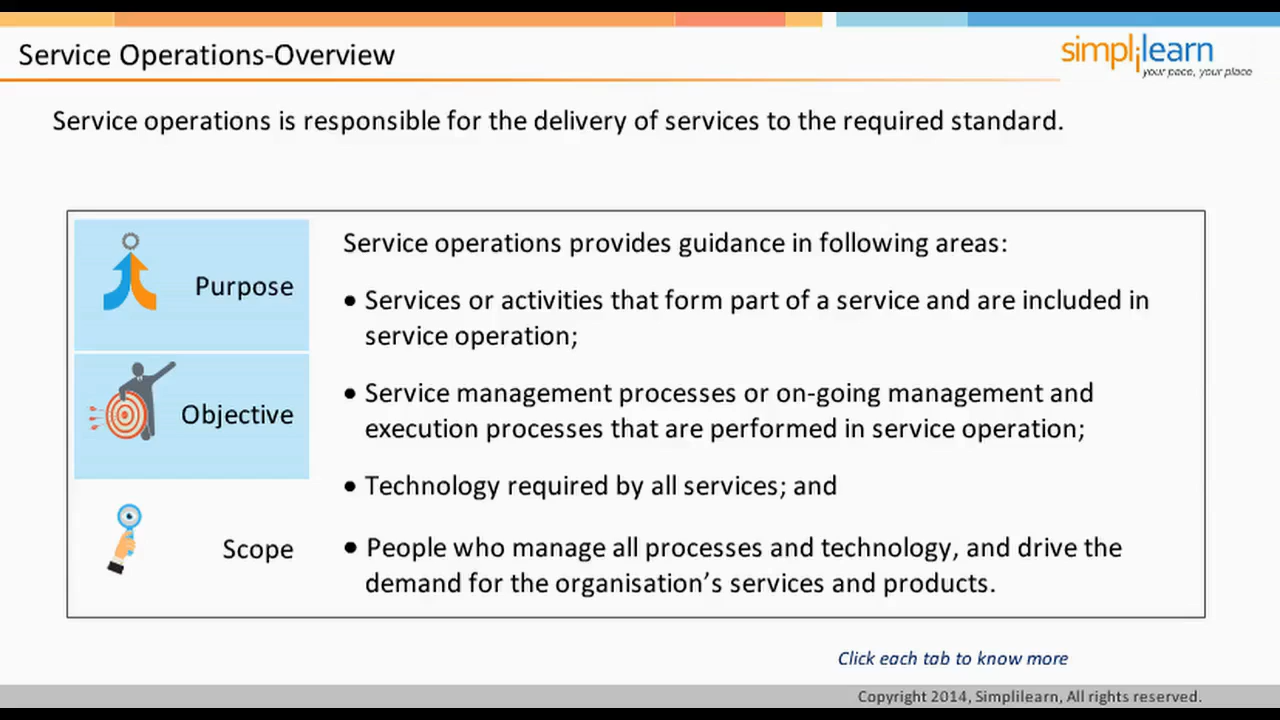 Service Operations-Overview
simplilearn
your pace, your place
Service operations is responsible for the delivery of services to the required standard.
Purpose
Objective
Scope
Service operations provides guidance in following areas:
• Services or activities that form part of a service and are included in
service operation;
• Service management processes or on-going management and
execution processes that are performed in service operation;
• Technology required by all services; and
• People who manage all processes and technology, and drive the
demand for the organisation’s services and products.
Click each tab to know more
Copyright 2014, Simplilearn, All rights reserved.